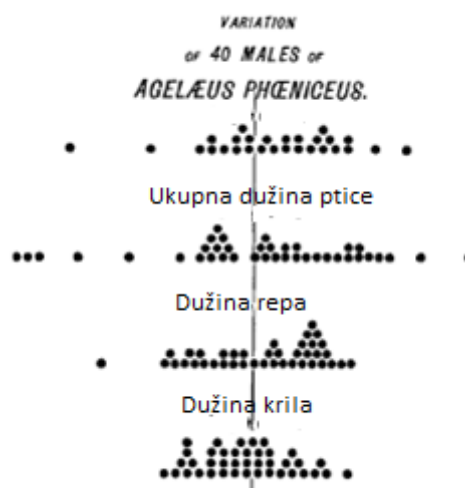 VARIATION
OF 40 MALES OF
AGELÆUS PHŒNICEUS.
Ukupna dužina ptice
Dužina repa
Dužina krila